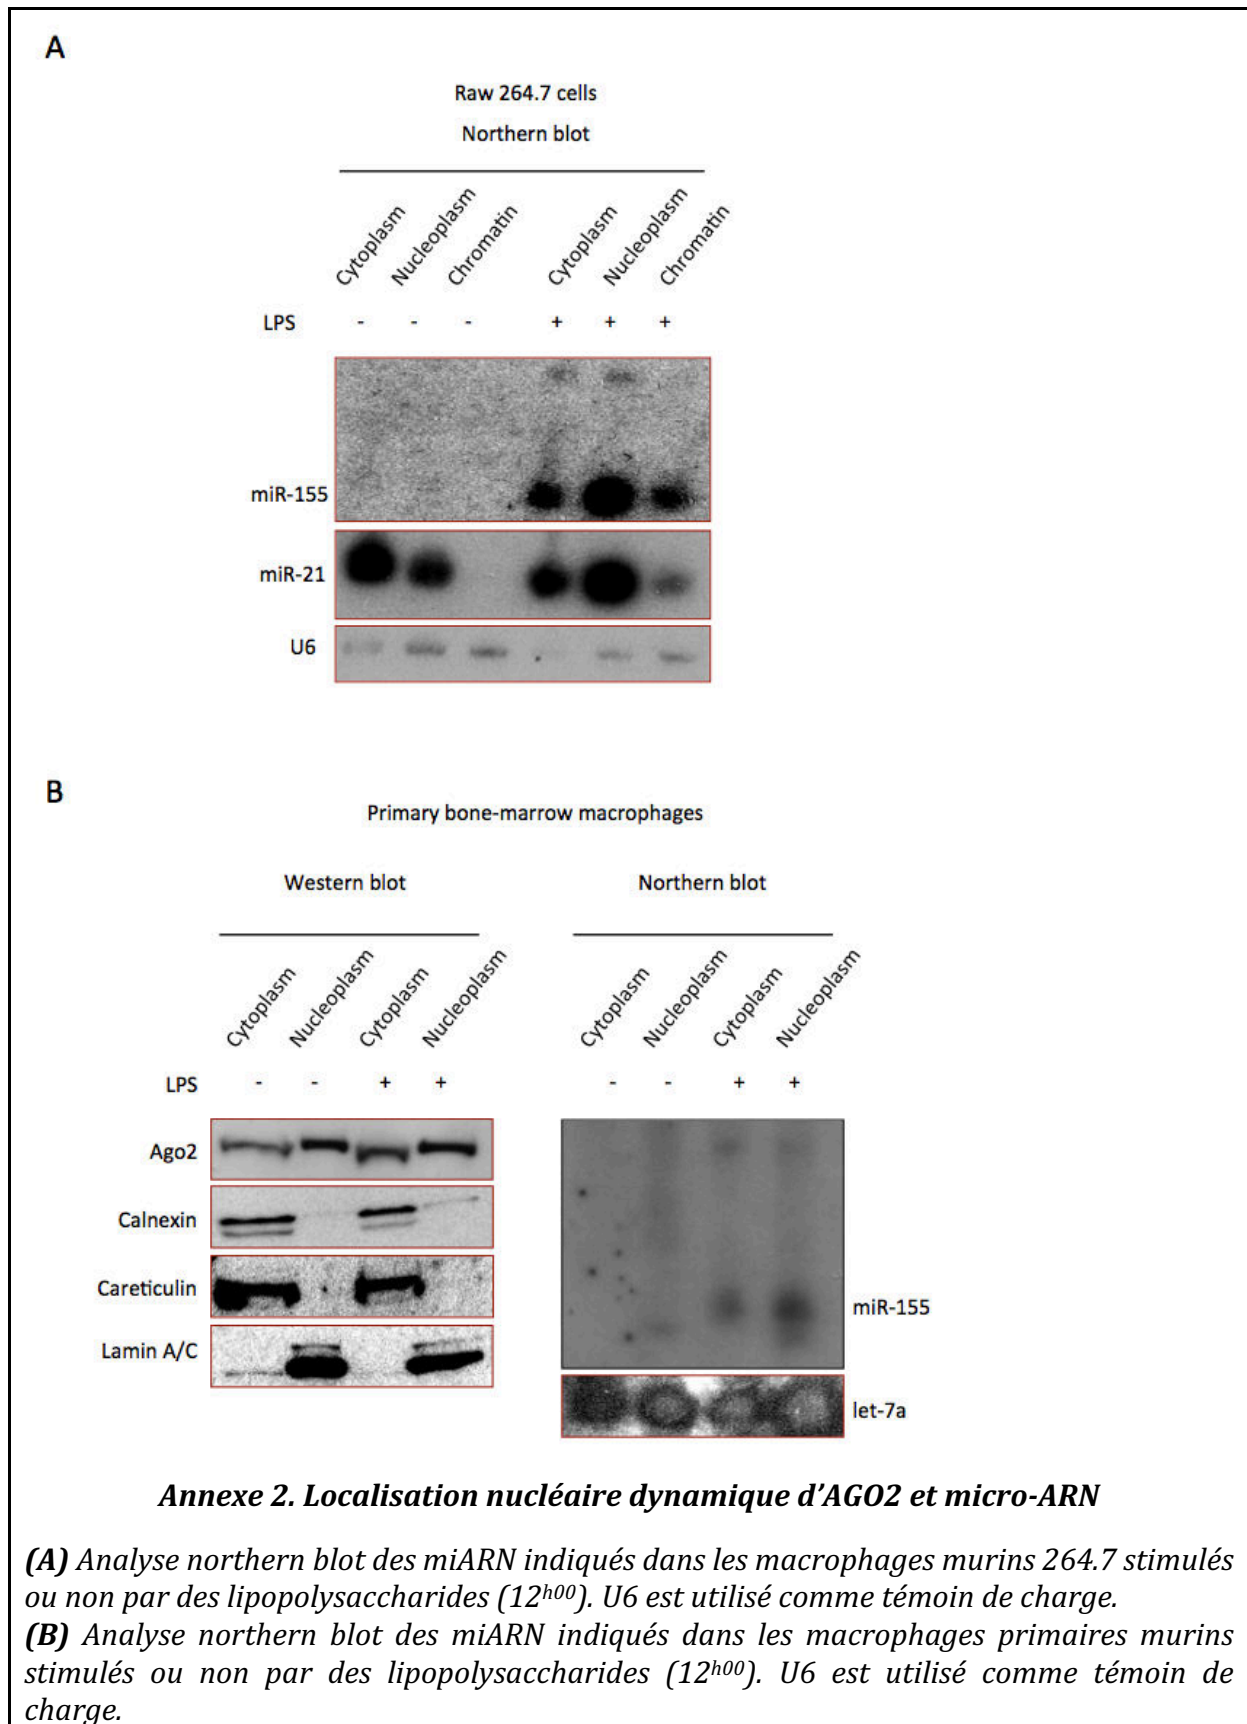 A
Raw 264.7 cells
Northern blot
Cytoplasm Nucleoplasm Chromatin Cytoplasm Nucleoplasm Chromatin
LPS - - - + + +
miR-155
miR-21
U6
B
Primary bone-marrow macrophages
Western blot Northern blot
Cytoplasm Nucleoplasm Cytoplasm Nucleoplasm Cytoplasm Nucleoplasm Cytoplasm Nucleoplasm
LPS - - + + - - + +
Ago2
Calnexin
Careticulin
miR-155
Lamin A/C
let-7a
Annexe 2. Localisation nucléaire dynamique d’AGO2 et micro-ARN
(A) Analyse northern blot des miARN indiqués dans les macrophages murins 264.7 stimulés
ou non par des lipopolysaccharides (12h00). U6 est utilisé comme témoin de charge.
(B) Analyse northern blot des miARN indiqués dans les macrophages primaires murins
stimulés ou non par des lipopolysaccharides (12h00). U6 est utilisé comme témoin de
charge.